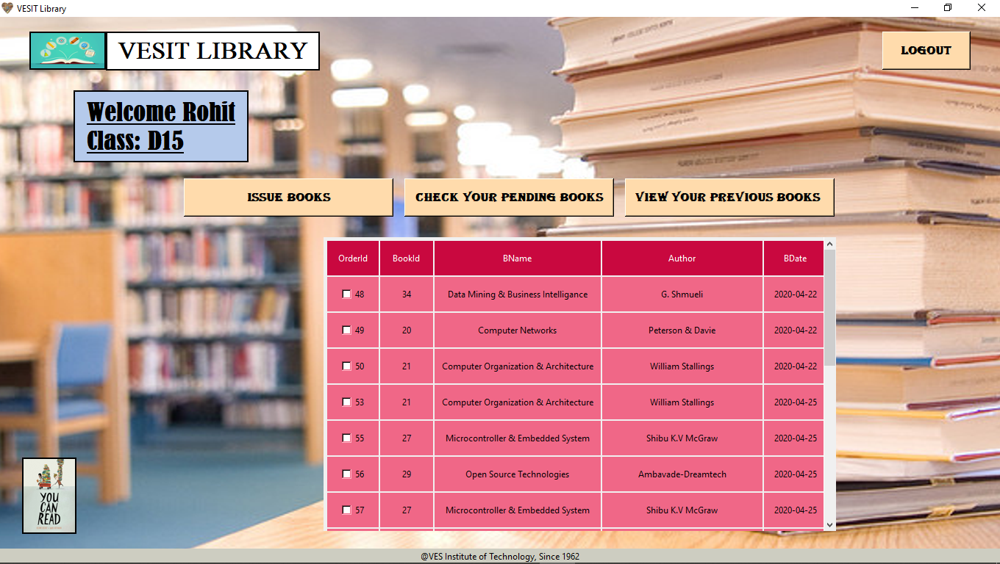 VESIT Library
VESIT LIBRARY
LOGOUT
Welcome Rohit
Class: D15
ISSUE BOOKS
CHECK YOUR PENDING BOOKS
VIEW YOUR PREVIOUS BOOKS
OrderId BookId BName Author BDate
48 34 Data Mining & Business Intelligance G. Shmueli 2020-04-22
49 20 Computer Networks Peterson & Davie 2020-04-22
50 21 Computer Organization & Architecture William Stallings 2020-04-22
53 21 Computer Organization & Architecture William Stallings 2020-04-25
55 27 Microcontroller & Embedded System Shibu K.V McGraw 2020-04-25
56 29 Open Source Technologies Ambavade-Dreamtech 2020-04-25
57 27 Microcontroller & Embedded System Shibu K.V McGraw 2020-04-25
YOU
CAN
READ
@VES Institute of Technology, Since 1962